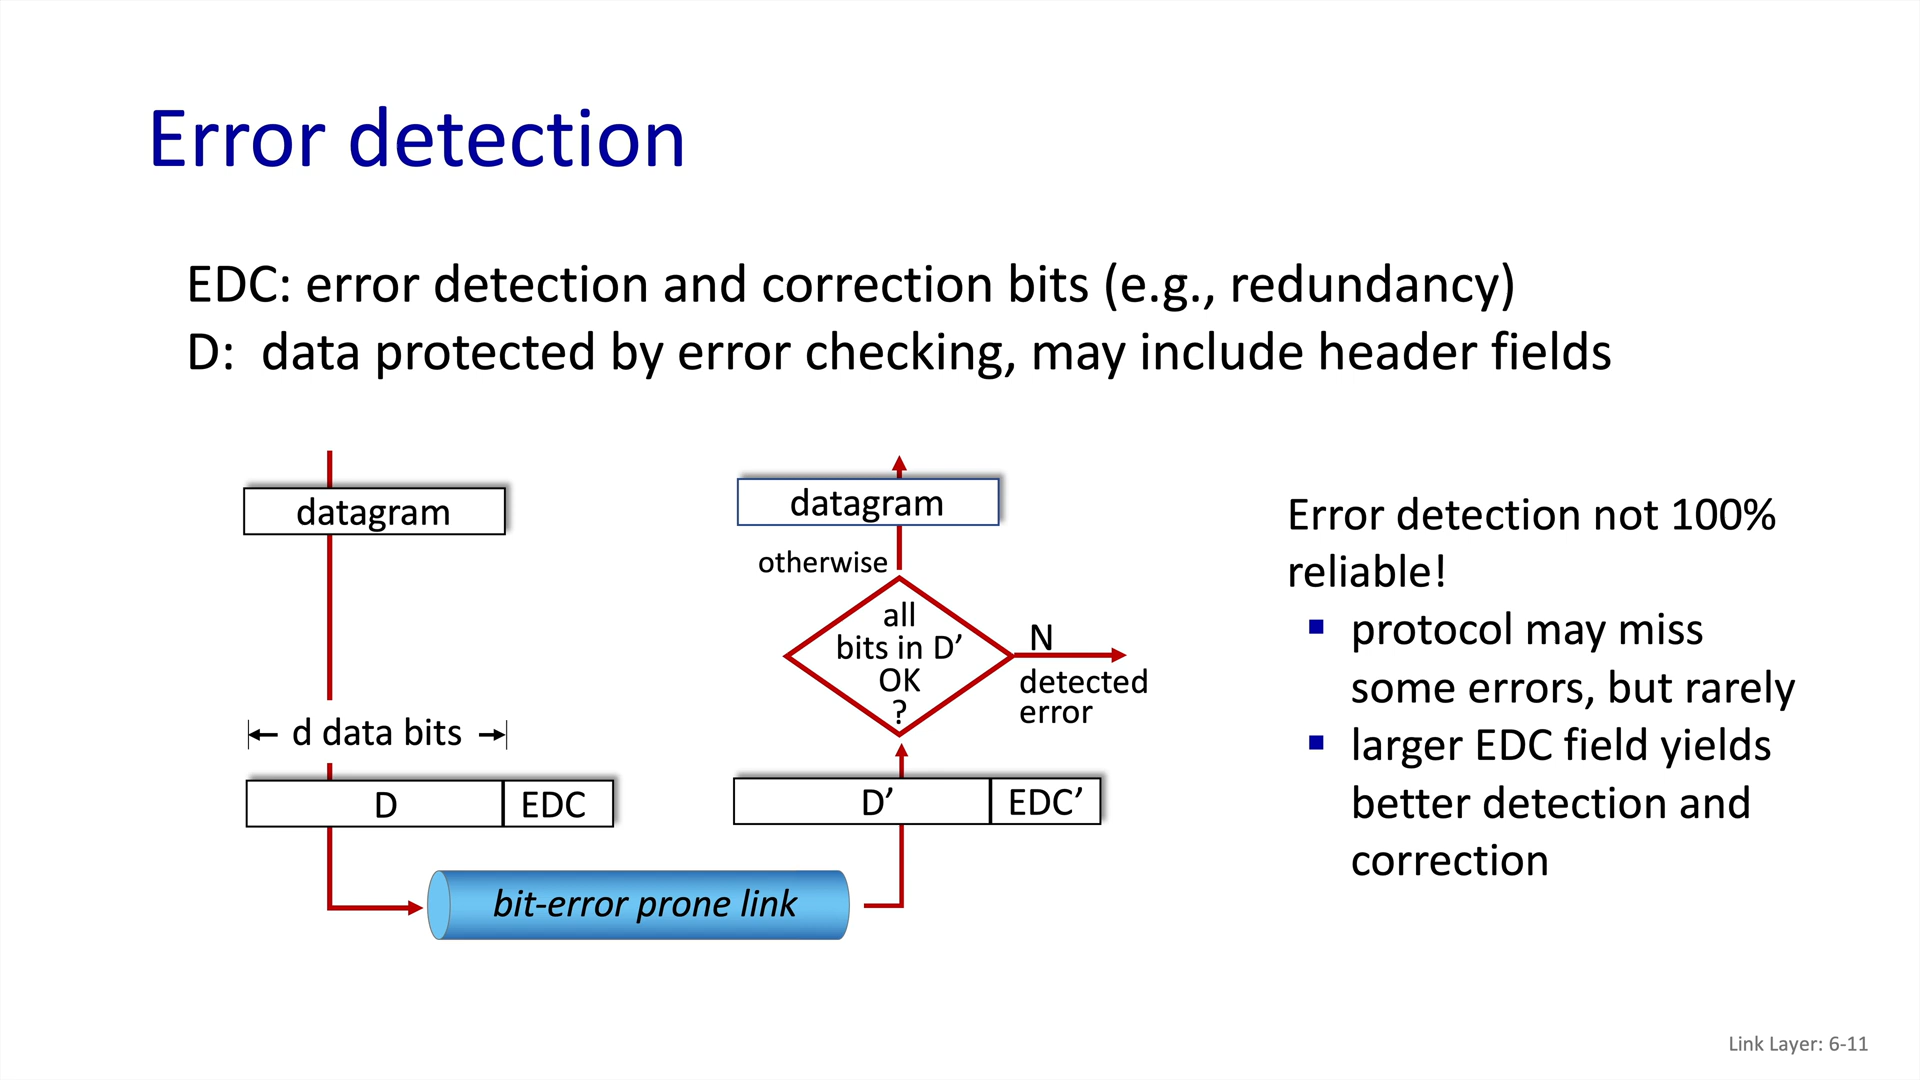 Error detection
EDC: error detection and correction bits (e.g., redundancy)
D: data protected by error checking, may include header fields
datagram
d data bits
D EDC
bit-error prone link
datagram
otherwise
all
bits in D’
OK
?
N
detected
error
D’ EDC’
Error detection not 100%
reliable!
protocol may miss
some errors, but rarely
larger EDC field yields
better detection and
correction
Link Layer: 6-11